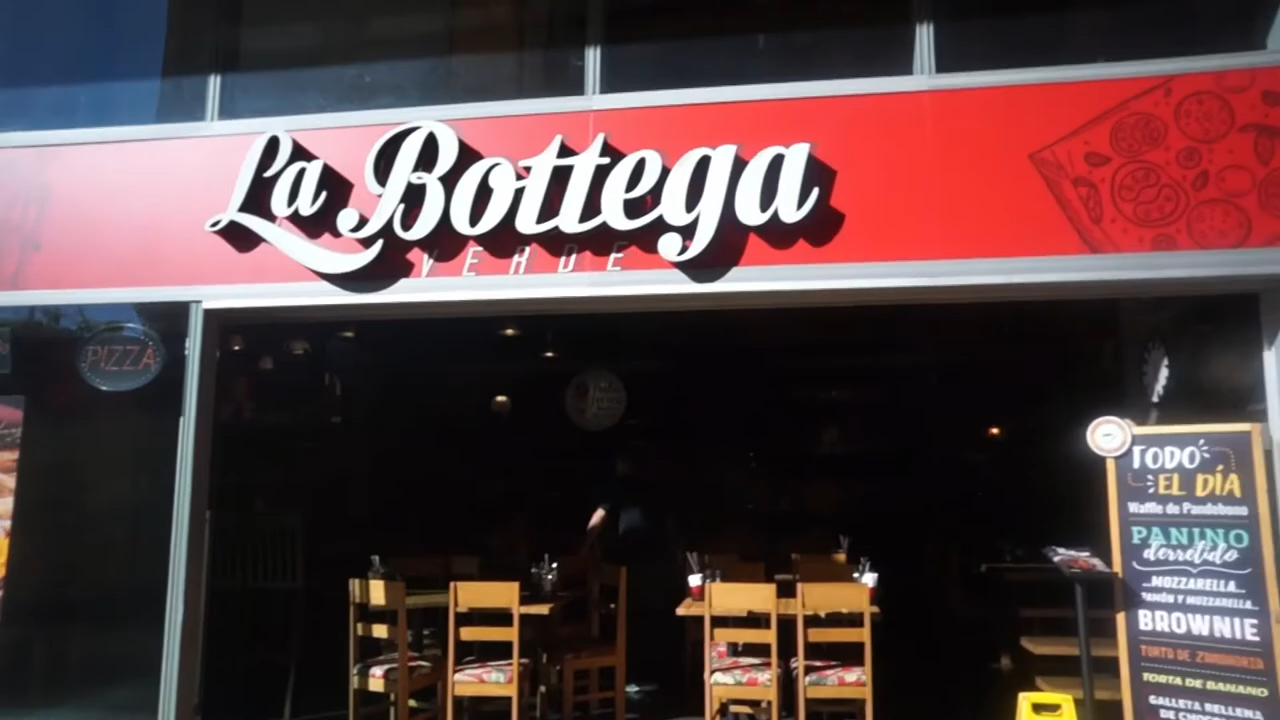 La Bottega
VERDE
PIZZA
TODO
EL DÍA
Waffle de Pandebono
PANINO
derretido
...MOZZARELLA...
JAMÓN Y MOZZARELLA...
BROWNIE
TORTA DE ZANAHORIA
TORTA DE BANANO
GALLETA RELLENA